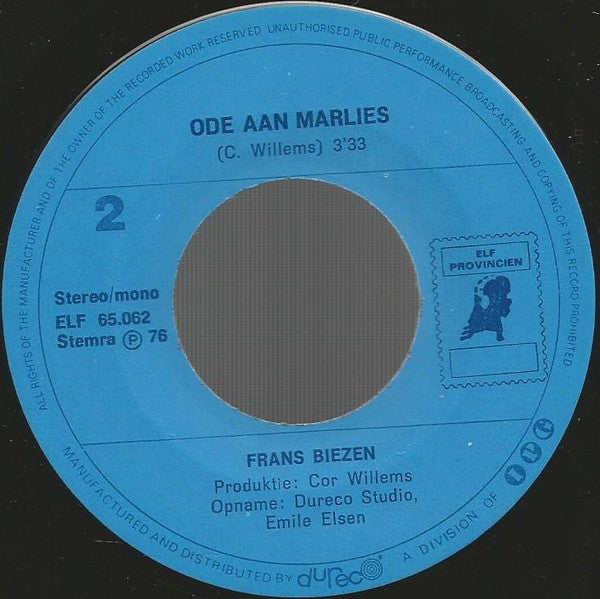 ALL RIGHTS OF THE MANUFACTURER AND OF THE OWNER OF THE RECORDED WORK RESERVED UNAUTHORISED PUBLIC PERFORMANCE BROADCASTING AND COPYING OF THIS RECORD PROHIBITED
ODE AAN MARLIES
(C. Willems) 3'33
2
ELF
PROVINCIEN
Stereo/mono
ELF 65.062
Stemra Ⓟ 76
FRANS BIEZEN
Produktie: Cor Willems
Opname: Dureco Studio,
Emile Elsen
MANUFACTURED AND DISTRIBUTED BY dureco A DIVISION OF